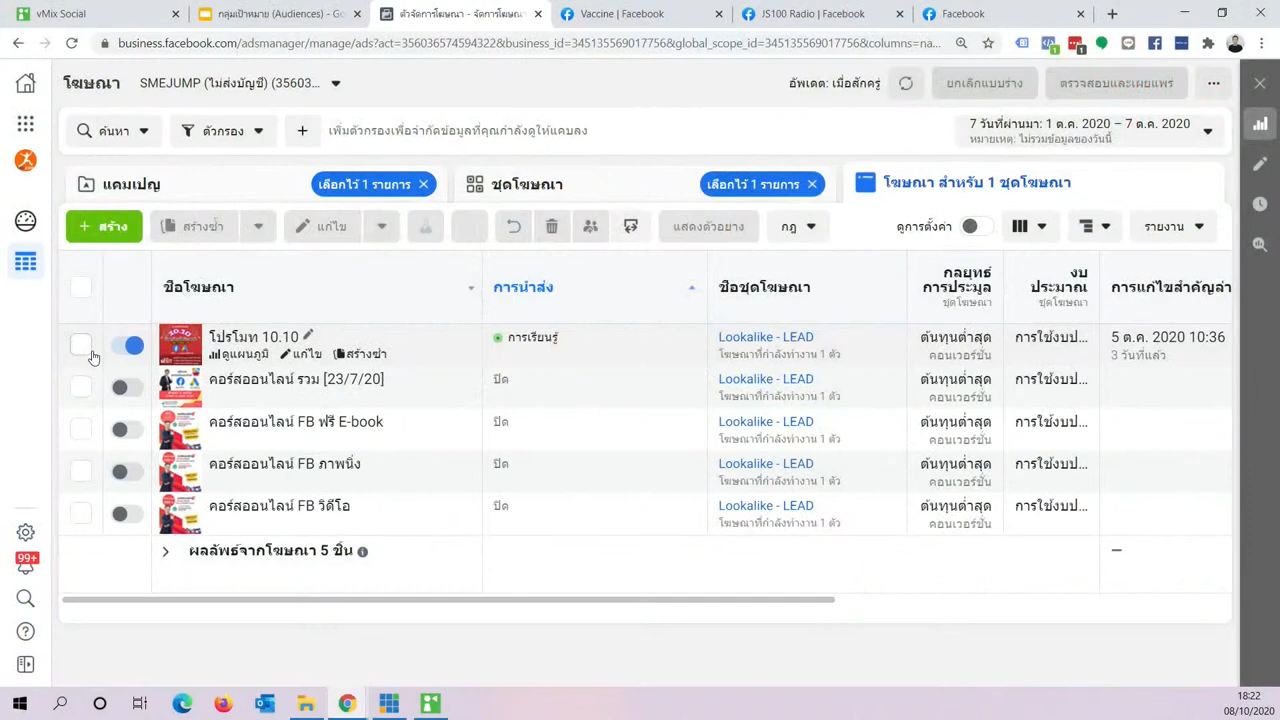 vMix Social
กลุ่มเป้าหมาย (Audiences) - Go
ตัวจัดการโฆษณา - จัดการโฆษณา
Vaccine | Facebook
JS100 Radio | Facebook
Facebook
business.facebook.com/adsmanager/manage/ads?act=356036574594322&business_id=345135569017756&global_scope_id=345135569017756&columns=na...
โฆษณา
SMEJUMP (ไม่ส่งบัญชี) (35603...
อัพเดต: เมื่อสักครู่
ยกเลิกแบบร่าง
ตรวจสอบและเผยแพร่
ค้นหา
ตัวกรอง
เพิ่มตัวกรองเพื่อจำกัดข้อมูลที่คุณกำลังดูให้แคบลง
7 วันที่ผ่านมา: 1 ต.ค. 2020 – 7 ต.ค. 2020
หมายเหตุ: ไม่รวมข้อมูลของวันนี้
แคมเปญ
เลือกไว้ 1 รายการ
ชุดโฆษณา
เลือกไว้ 1 รายการ
โฆษณา สำหรับ 1 ชุดโฆษณา
+ สร้าง
สร้างซ้ำ
แก้ไข
แสดงตัวอย่าง
กฎ
ดูการตั้งค่า
รายงาน
ชื่อโฆษณา
การนำส่ง
ชื่อชุดโฆษณา
กลยุทธ์
การประมูล
ชุดโฆษณา
งบ
ประมาณ
ชุดโฆษณา
การแก้ไขสำคัญล่า
โปรโมท 10.10
ดูแผนภูมิ
แก้ไข
สร้างซ้ำ
การเรียนรู้
Lookalike - LEAD
โฆษณาที่กำลังทำงาน 1 ตัว
ต้นทุนต่ำสุด
คอนเวอร์ชั่น
การใช้งบป...
5 ต.ค. 2020 10:36
3 วันที่แล้ว
คอร์สออนไลน์ รวม [23/7/20]
ปิด
Lookalike - LEAD
โฆษณาที่กำลังทำงาน 1 ตัว
ต้นทุนต่ำสุด
คอนเวอร์ชั่น
การใช้งบป...
คอร์สออนไลน์ FB ฟรี E-book
ปิด
Lookalike - LEAD
โฆษณาที่กำลังทำงาน 1 ตัว
ต้นทุนต่ำสุด
คอนเวอร์ชั่น
การใช้งบป...
คอร์สออนไลน์ FB ภาพนิ่ง
ปิด
Lookalike - LEAD
โฆษณาที่กำลังทำงาน 1 ตัว
ต้นทุนต่ำสุด
คอนเวอร์ชั่น
การใช้งบป...
คอร์สออนไลน์ FB วิดีโอ
ปิด
Lookalike - LEAD
โฆษณาที่กำลังทำงาน 1 ตัว
ต้นทุนต่ำสุด
คอนเวอร์ชั่น
การใช้งบป...
ผลลัพธ์จากโฆษณา 5 ชิ้น
—
99+
18:22
08/10/2020